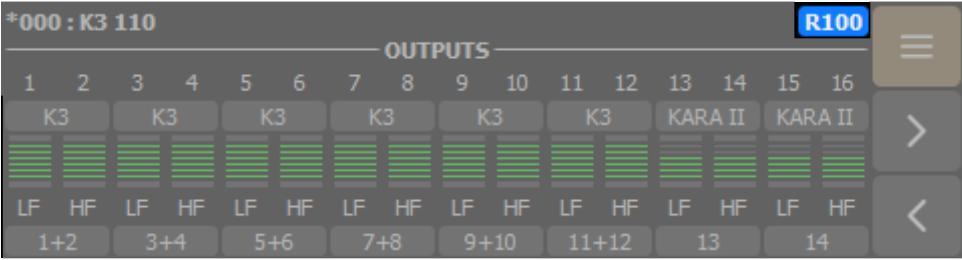 *000 : K3 110 R100
OUTPUTS
1 2 3 4 5 6 7 8 9 10 11 12 13 14 15 16
K3 K3 K3 K3 K3 K3 KARA II KARA II
LF HF LF HF LF HF LF HF LF HF LF HF LF HF LF HF
1+2 3+4 5+6 7+8 9+10 11+12 13 14